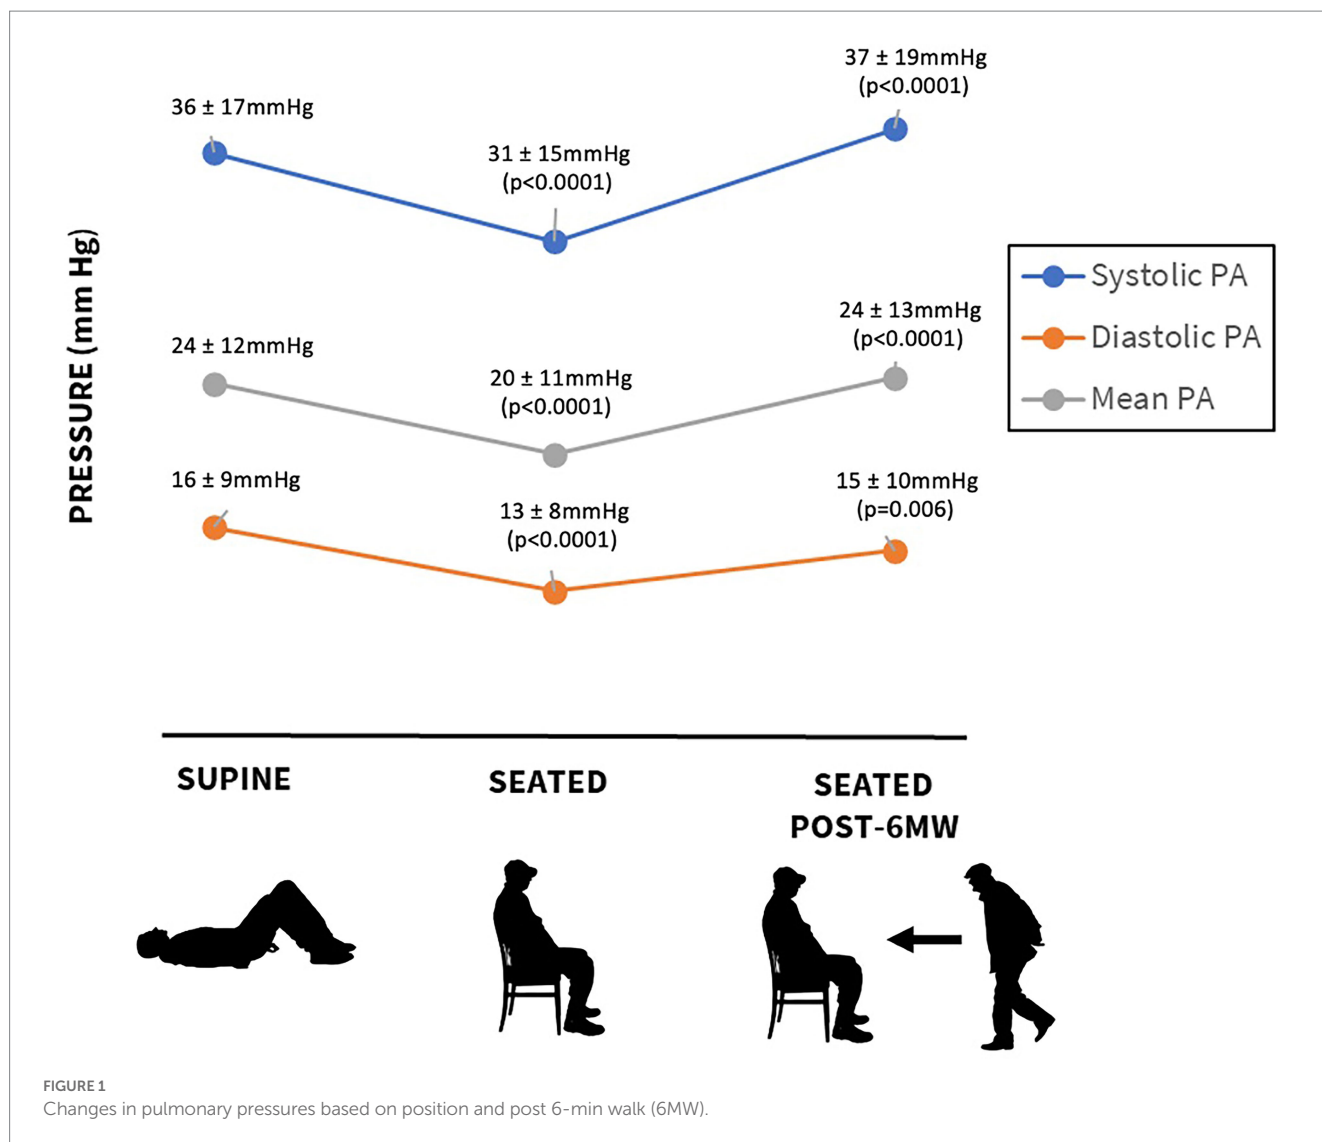 37 ± 19mmHg
(p<0.0001)
36 ± 17mmHg
31 ± 15mmHg
(p<0.0001)
PRESSURE (mm Hg)
Systolic PA
Diastolic PA
Mean PA
24 ± 13mmHg
(p<0.0001)
24 ± 12mmHg
20 ± 11mmHg
(p<0.0001)
16 ± 9mmHg
15 ± 10mmHg
(p=0.006)
13 ± 8mmHg
(p<0.0001)
SUPINE
SEATED
SEATED
POST-6MW
FIGURE 1
Changes in pulmonary pressures based on position and post 6-min walk (6MW).